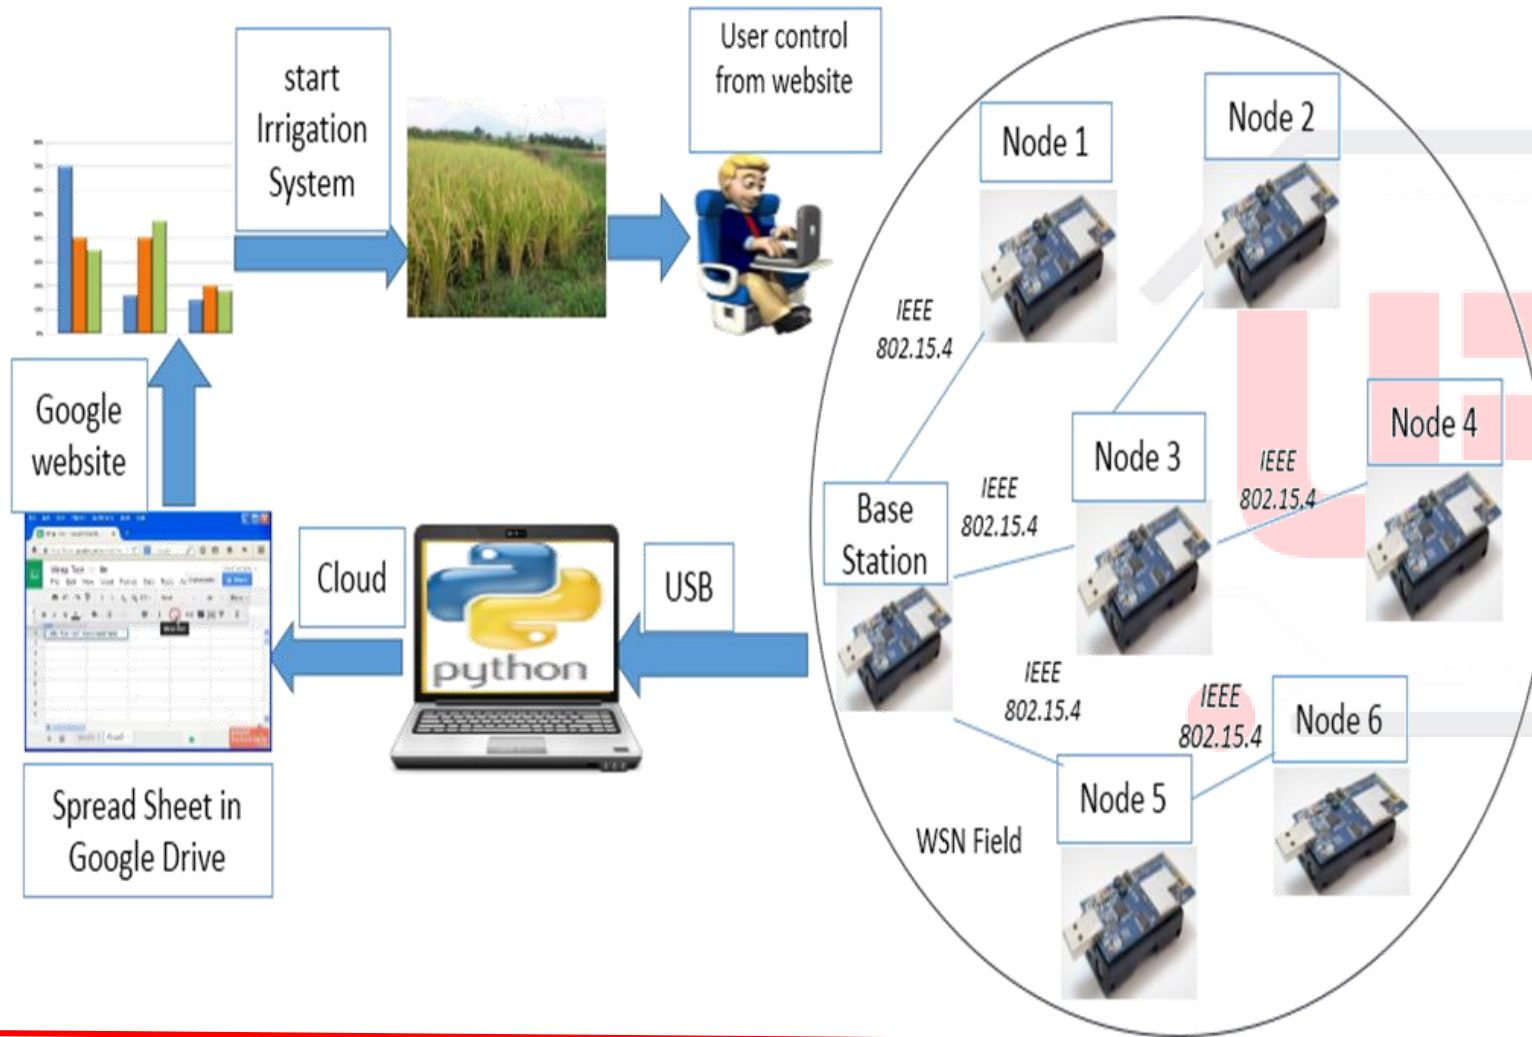 start
Irrigation
System
User control
from website
Node 1
Node 2
IEEE
802.15.4
Google
website
Node 3
Node 4
IEEE
802.15.4
IEEE
802.15.4
Base
Station
Cloud
USB
python
IEEE
802.15.4
IEEE
802.15.4
Node 6
Node 5
Spread Sheet in
Google Drive
WSN Field